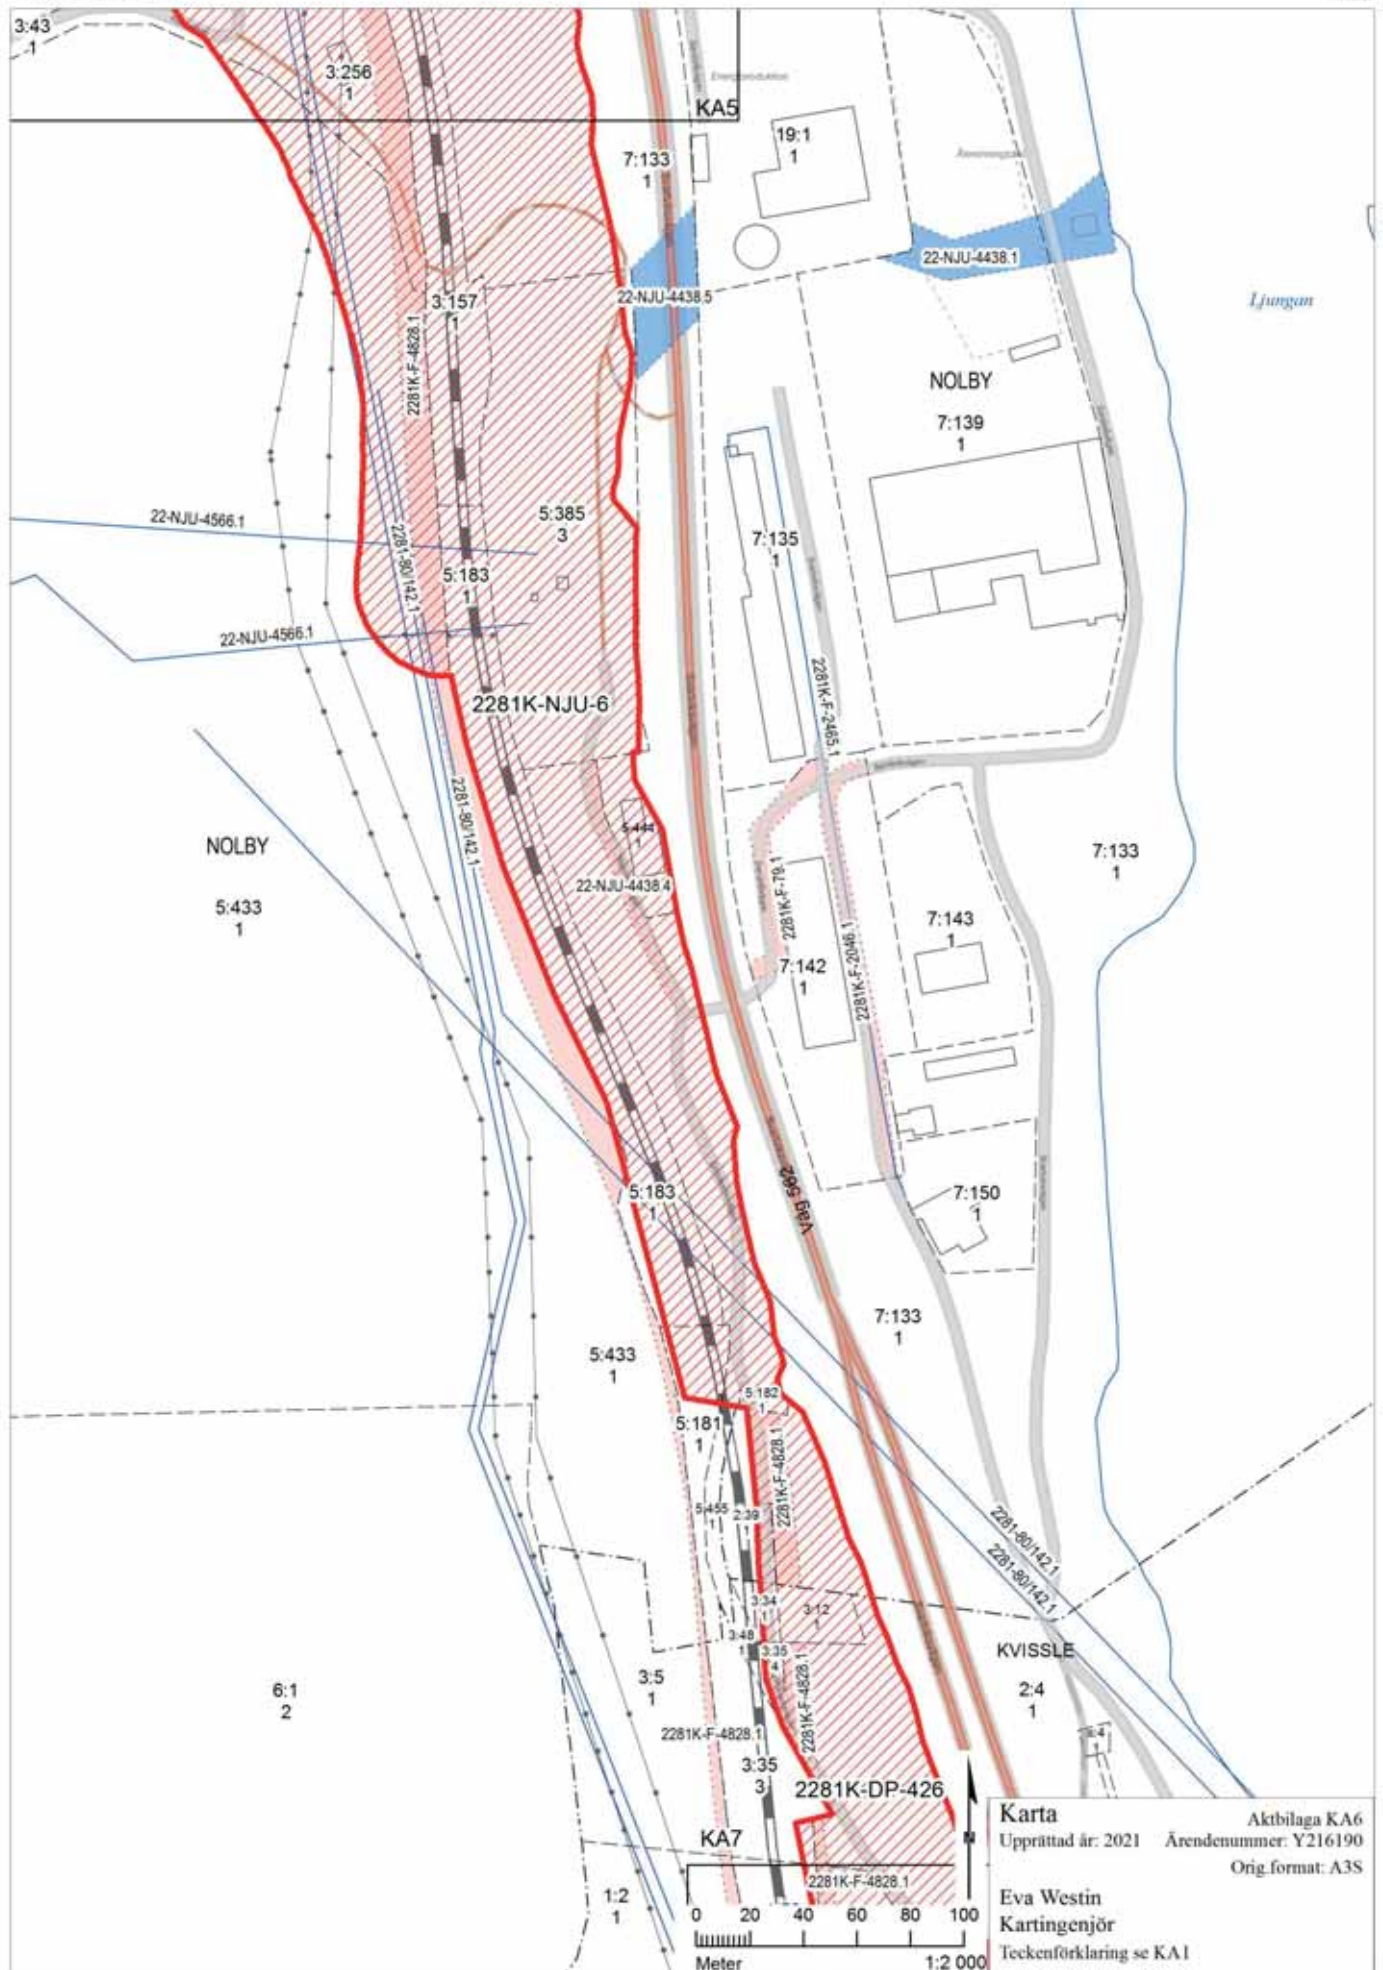 3:43
1
3:256
1
Energiproduktion
KA5
19:1
1
7:133
1
22-NJU-4438.1
22-NJU-4438.5
Ljungan
3:157
1
2281K-F-4828.1
NOLBY
7:139
1
22-NJU-4566.1
5:385
3
7:135
1
2281-80/142.1
5:183
1
22-NJU-4566.1
2281K-NJU-6
2281K-F-2465.1
2281-80/142.1
5:444
1
NOLBY
5:433
1
22-NJU-4438.4
2281K-F-79.1
7:133
1
7:143
1
7:142
1
2281K-F-2046.1
5:183
1
Väg 562
7:150
1
7:133
1
5:433
1
5:182
1
5:181
1
2281K-F-4828.1
5:455
1
2:39
1
2281-80/142.1
2281-80/142.1
3:34
1
3:12
1
3:48
1
3:35
4
KVISSLE
2:4
1
6:1
2
3:5
1
2281K-F-4828.1
2281K-F-4828.1
3:35
3
2281K-DP-426
KA7
2281K-F-4828.1
1:2
1
0 20 40 60 80 100
Meter
1:2 000
N
Karta
Aktbilaga KA6
Upprättad år: 2021 Ärendenummer: Y216190
Orig.format: A3S
Eva Westin
Kartingenjör
Teckenförklaring se KA1